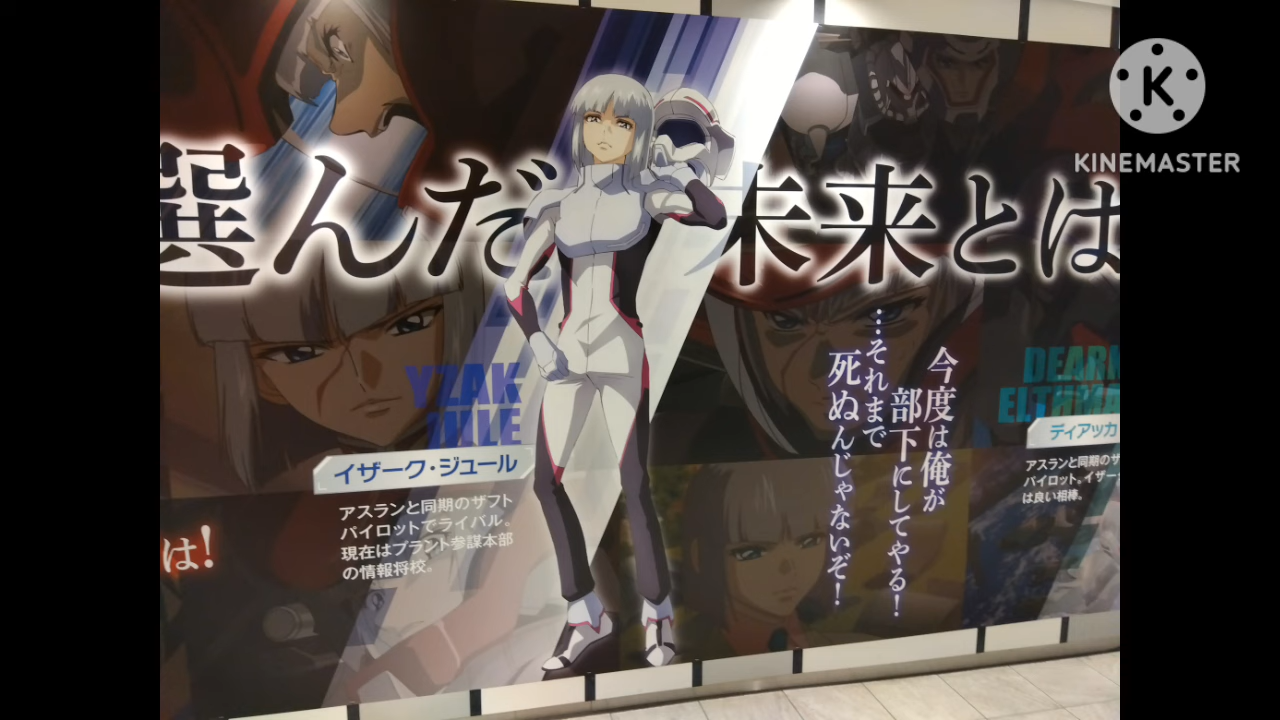 選んだ未来とは
YZAK
イザーク・ジュール
アスランと同期のザフト
パイロットでライバル。
現在はプラント参謀本部
の情報将校。
は!
今度は俺が
部下にしてやる!
…それまで
死ぬんじゃないぞ!
ディアッカ
アスランと同期のザ
パイロット。イザー
は良い相棒。
KINEMASTER